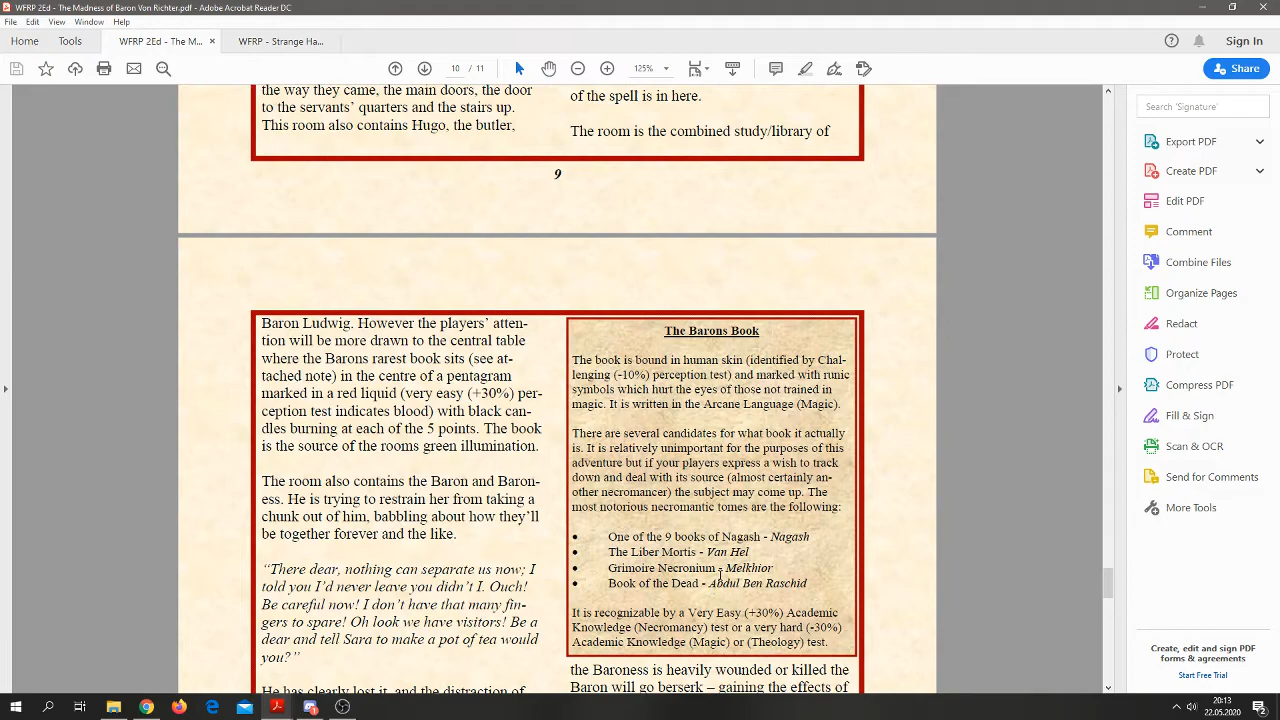 WFRP 2Ed - The Madness of Baron Von Richter.pdf - Adobe Acrobat Reader DC
File Edit View Window Help
Home Tools WFRP 2Ed - The M... × WFRP - Strange Ha... Sign In
10 / 11 125% Share
the way they came, the main doors, the door
to the servants’ quarters and the stairs up.
This room also contains Hugo, the butler,
of the spell is in here.
The room is the combined study/library of
9
Baron Ludwig. However the players’ atten-
tion will be more drawn to the central table
where the Barons rarest book sits (see at-
tached note) in the centre of a pentagram
marked in a red liquid (very easy (+30%) per-
ception test indicates blood) with black can-
dles burning at each of the 5 points. The book
is the source of the rooms green illumination.
The room also contains the Baron and Baron-
ess. He is trying to restrain her from taking a
chunk out of him, babbling about how they’ll
be together forever and the like.
“There dear, nothing can separate us now; I
told you I’d never leave you didn’t I. Ouch!
Be careful now! I don’t have that many fin-
gers to spare! Oh look we have visitors! Be a
dear and tell Sara to make a pot of tea would
you?”
He has clearly lost it, and the distraction of
The Barons Book
The book is bound in human skin (identified by Chal-
lenging (-10%) perception test) and marked with runic
symbols which hurt the eyes of those not trained in
magic. It is written in the Arcane Language (Magic).
There are several candidates for what book it actually
is. It is relatively unimportant for the purposes of this
adventure but if your players express a wish to track
down and deal with its source (almost certainly an-
other necromancer) the subject may come up. The
most notorious necromantic tomes are the following:
• One of the 9 books of Nagash - Nagash
• The Liber Mortis - Van Hel
• Grimoire Necronium - Melkhior
• Book of the Dead - Abdul Ben Raschid
It is recognizable by a Very Easy (+30%) Academic
Knowledge (Necromancy) test or a very hard (-30%)
Academic Knowledge (Magic) or (Theology) test.
the Baroness is heavily wounded or killed the
Baron will go berserk – gaining the effects of
Search 'Signature'
Export PDF
Create PDF
Edit PDF
Comment
Combine Files
Organize Pages
Redact
Protect
Compress PDF
Fill & Sign
Scan & OCR
Send for Comments
More Tools
Create, edit and sign PDF
forms & agreements
Start Free Trial
20:13
22.05.2020